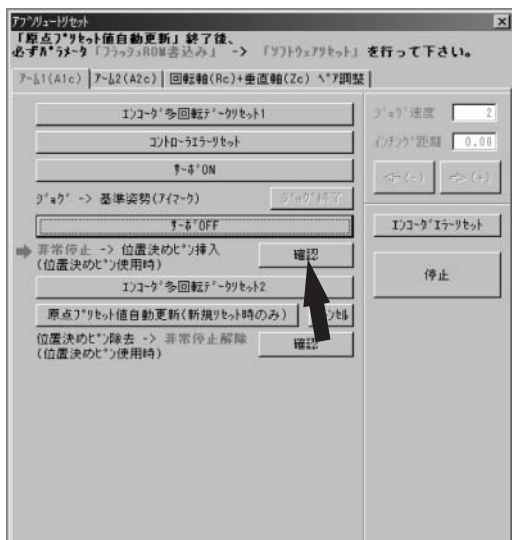 アブソリュートリセット
「原点プリセット値自動更新」終了後、
必ずパラメータ「フラッシュROM書込み」 -> 「ソフトウェアリセット」 を行って下さい。
アーム1(A1c) アーム2(A2c) 回転軸(Rc)+垂直軸(Zc) ペア調整
エンコーダ多回転データリセット1
ジョグ速度 2
コントローラエラーリセット
インチング距離 0.00
サーボON
<=(-) =>(+)
ジョグ -> 基準姿勢(アイマーク) ジョグ終了
サーボOFF
エンコーダエラーリセット
非常停止 -> 位置決めピン挿入
(位置決めピン使用時)
確認
停止
エンコーダ多回転データリセット2
原点プリセット値自動更新(新規リセット時のみ)
位置決めピン除去 -> 非常停止解除
(位置決めピン使用時)
確認